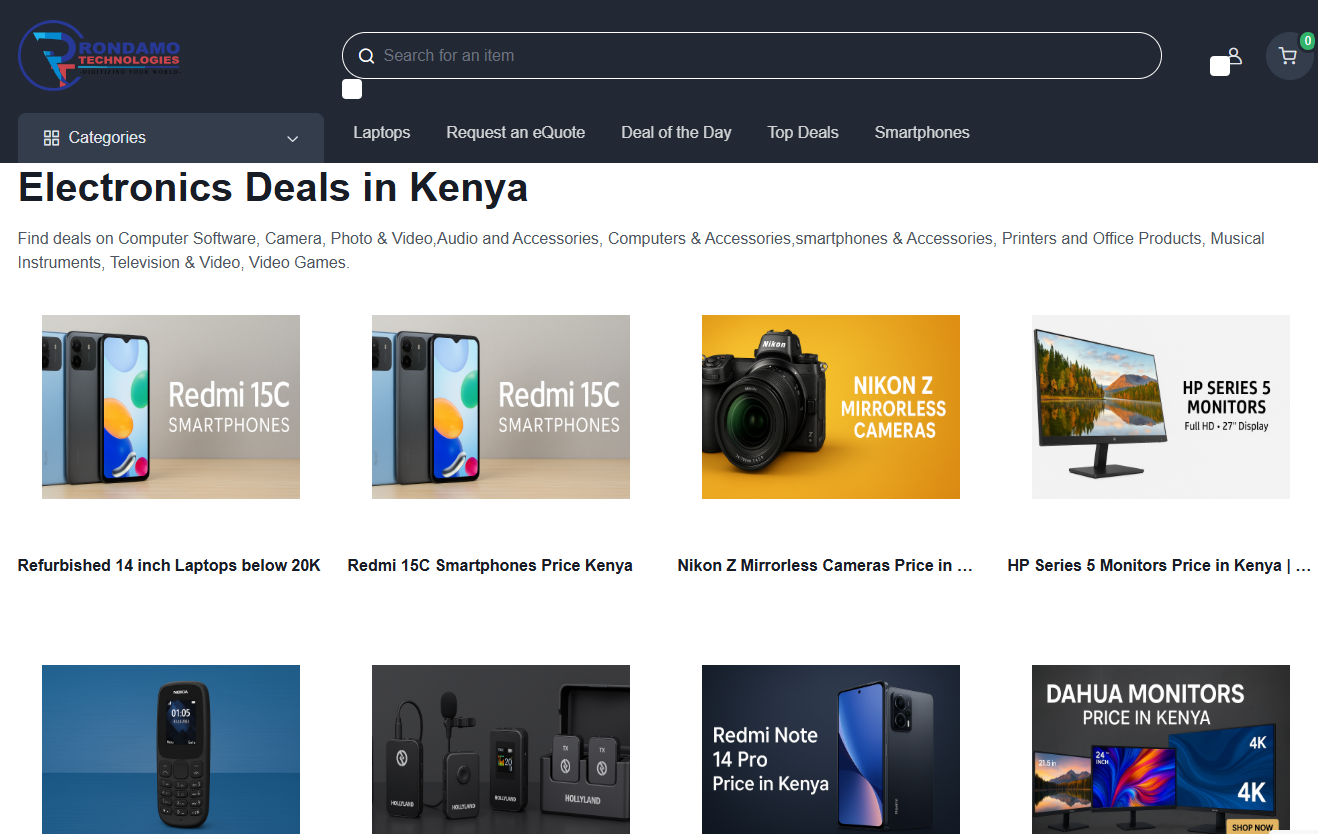 RONDAMO
TECHNOLOGIES
DIGITIZING YOUR WORLD
Search for an item
0
Categories
Laptops
Request an eQuote
Deal of the Day
Top Deals
Smartphones
Electronics Deals in Kenya
Find deals on Computer Software, Camera, Photo & Video,Audio and Accessories, Computers & Accessories,smartphones & Accessories, Printers and Office Products, Musical
Instruments, Television & Video, Video Games.
Redmi 15C
SMARTPHONES
Redmi 15C
SMARTPHONES
Nikon
NIKON Z
MIRRORLESS
CAMERAS
HP SERIES 5
MONITORS
Full HD • 27" Display
Refurbished 14 inch Laptops below 20K
Redmi 15C Smartphones Price Kenya
Nikon Z Mirrorless Cameras Price in …
HP Series 5 Monitors Price in Kenya | …
NOKIA
01:05
HOLLYLAND
HOLLYLAND
20
HOLLYLAND
TX
TX
HOLLYLAND
Redmi Note
14 Pro
Price in Kenya
DAHUA MONITORS
PRICE IN KENYA
21.5 in
24"
INCH
4K
4K
SHOP NOW